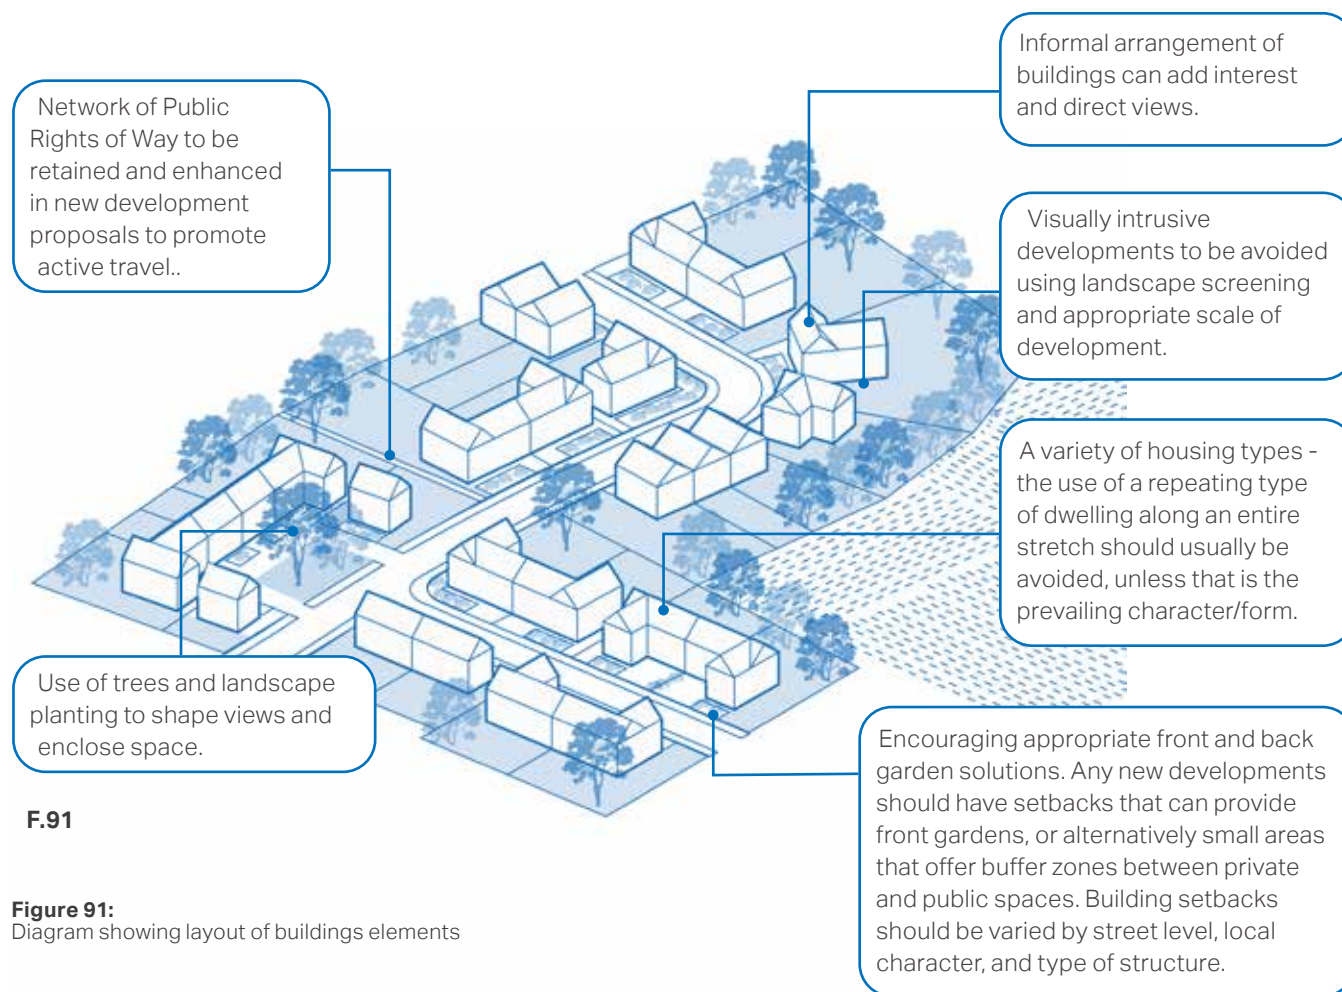 Network of Public
Rights of Way to be
retained and enhanced
in new development
proposals to promote
active travel..
Informal arrangement of
buildings can add interest
and direct views.
Visually intrusive
developments to be avoided
using landscape screening
and appropriate scale of
development.
A variety of housing types -
the use of a repeating type
of dwelling along an entire
stretch should usually be
avoided, unless that is the
prevailing character/form.
Use of trees and landscape
planting to shape views and
enclose space.
Encouraging appropriate front and back
garden solutions. Any new developments
should have setbacks that can provide
front gardens, or alternatively small areas
that offer buffer zones between private
and public spaces. Building setbacks
should be varied by street level, local
character, and type of structure.
F.91
Figure 91:
Diagram showing layout of buildings elements